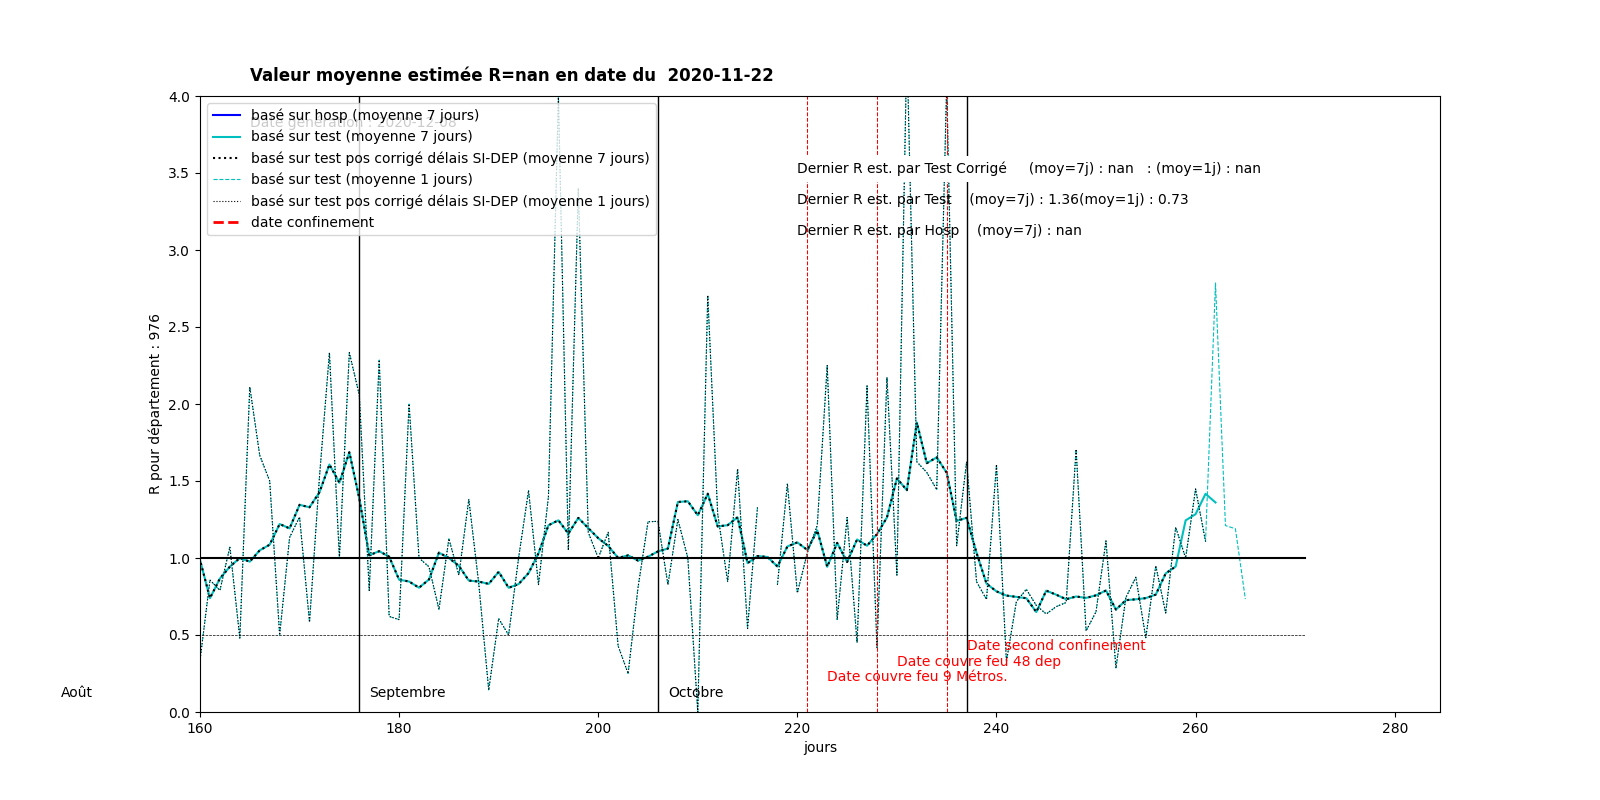 Valeur moyenne estimée R=nan en date du  2020-11-22
Date génération : 2020-12-08
basé sur hosp (moyenne 7 jours)
basé sur test (moyenne 7 jours)
basé sur test pos corrigé délais SI-DEP (moyenne 7 jours)
basé sur test (moyenne 1 jours)
basé sur test pos corrigé délais SI-DEP (moyenne 1 jours)
date confinement
Dernier R est. par Test Corrigé     (moy=7j) : nan   : (moy=1j) : nan
Dernier R est. par Test    (moy=7j) : 1.36(moy=1j) : 0.73
Dernier R est. par Hosp    (moy=7j) : nan
R pour département : 976
4.0
3.5
3.0
2.5
2.0
1.5
1.0
0.5
0.0
Date second confinement
Date couvre feu 48 dep
Date couvre feu 9 Métros.
Août
Septembre
Octobre
160 180 200 220 240 260 280
jours